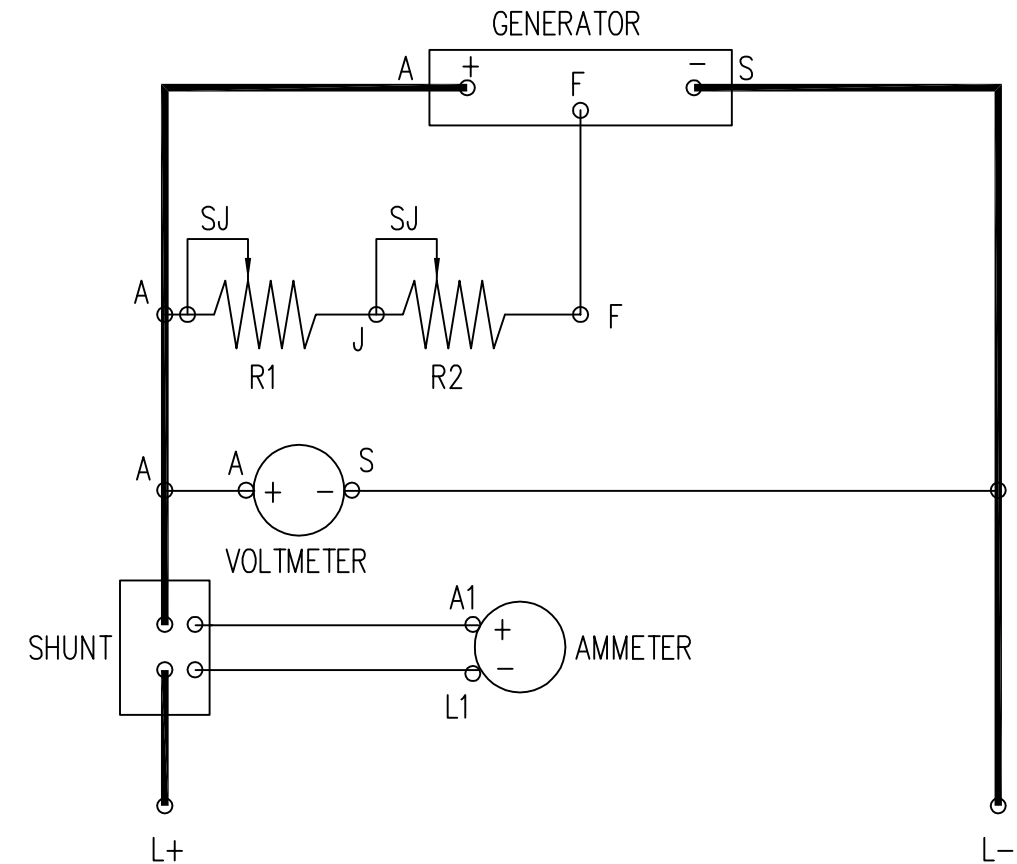 GENERATOR
A + F - S
SJ SJ
A J F
R1 R2
A A + - S
VOLTMETER
SHUNT A1 + - AMMETER
L1
L+ L-